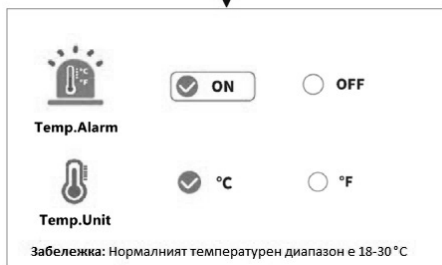 °C
°F
ON OFF
Temp.Alarm
°C °F
Temp.Unit
Забележка: Нормалният температурен диапазон е 18-30°C